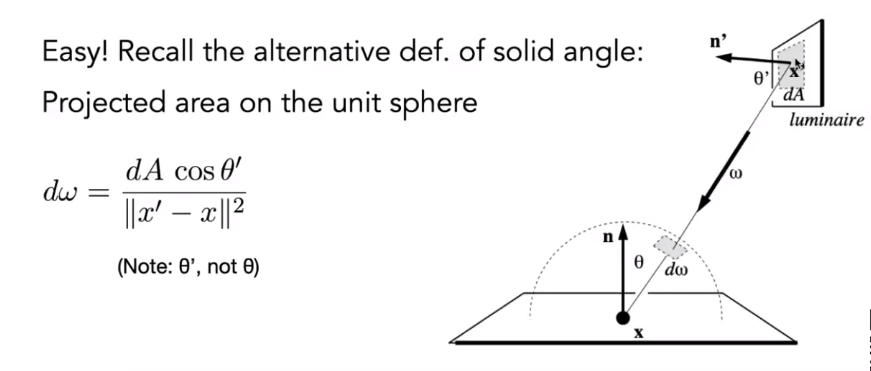 Easy! Recall the alternative def. of solid angle:
Projected area on the unit sphere
dω = dA cos θ′ / ‖x′ − x‖²
(Note: θ’, not θ)
n’
θ’
x’
dA
luminaire
ω
n
θ
dω
x